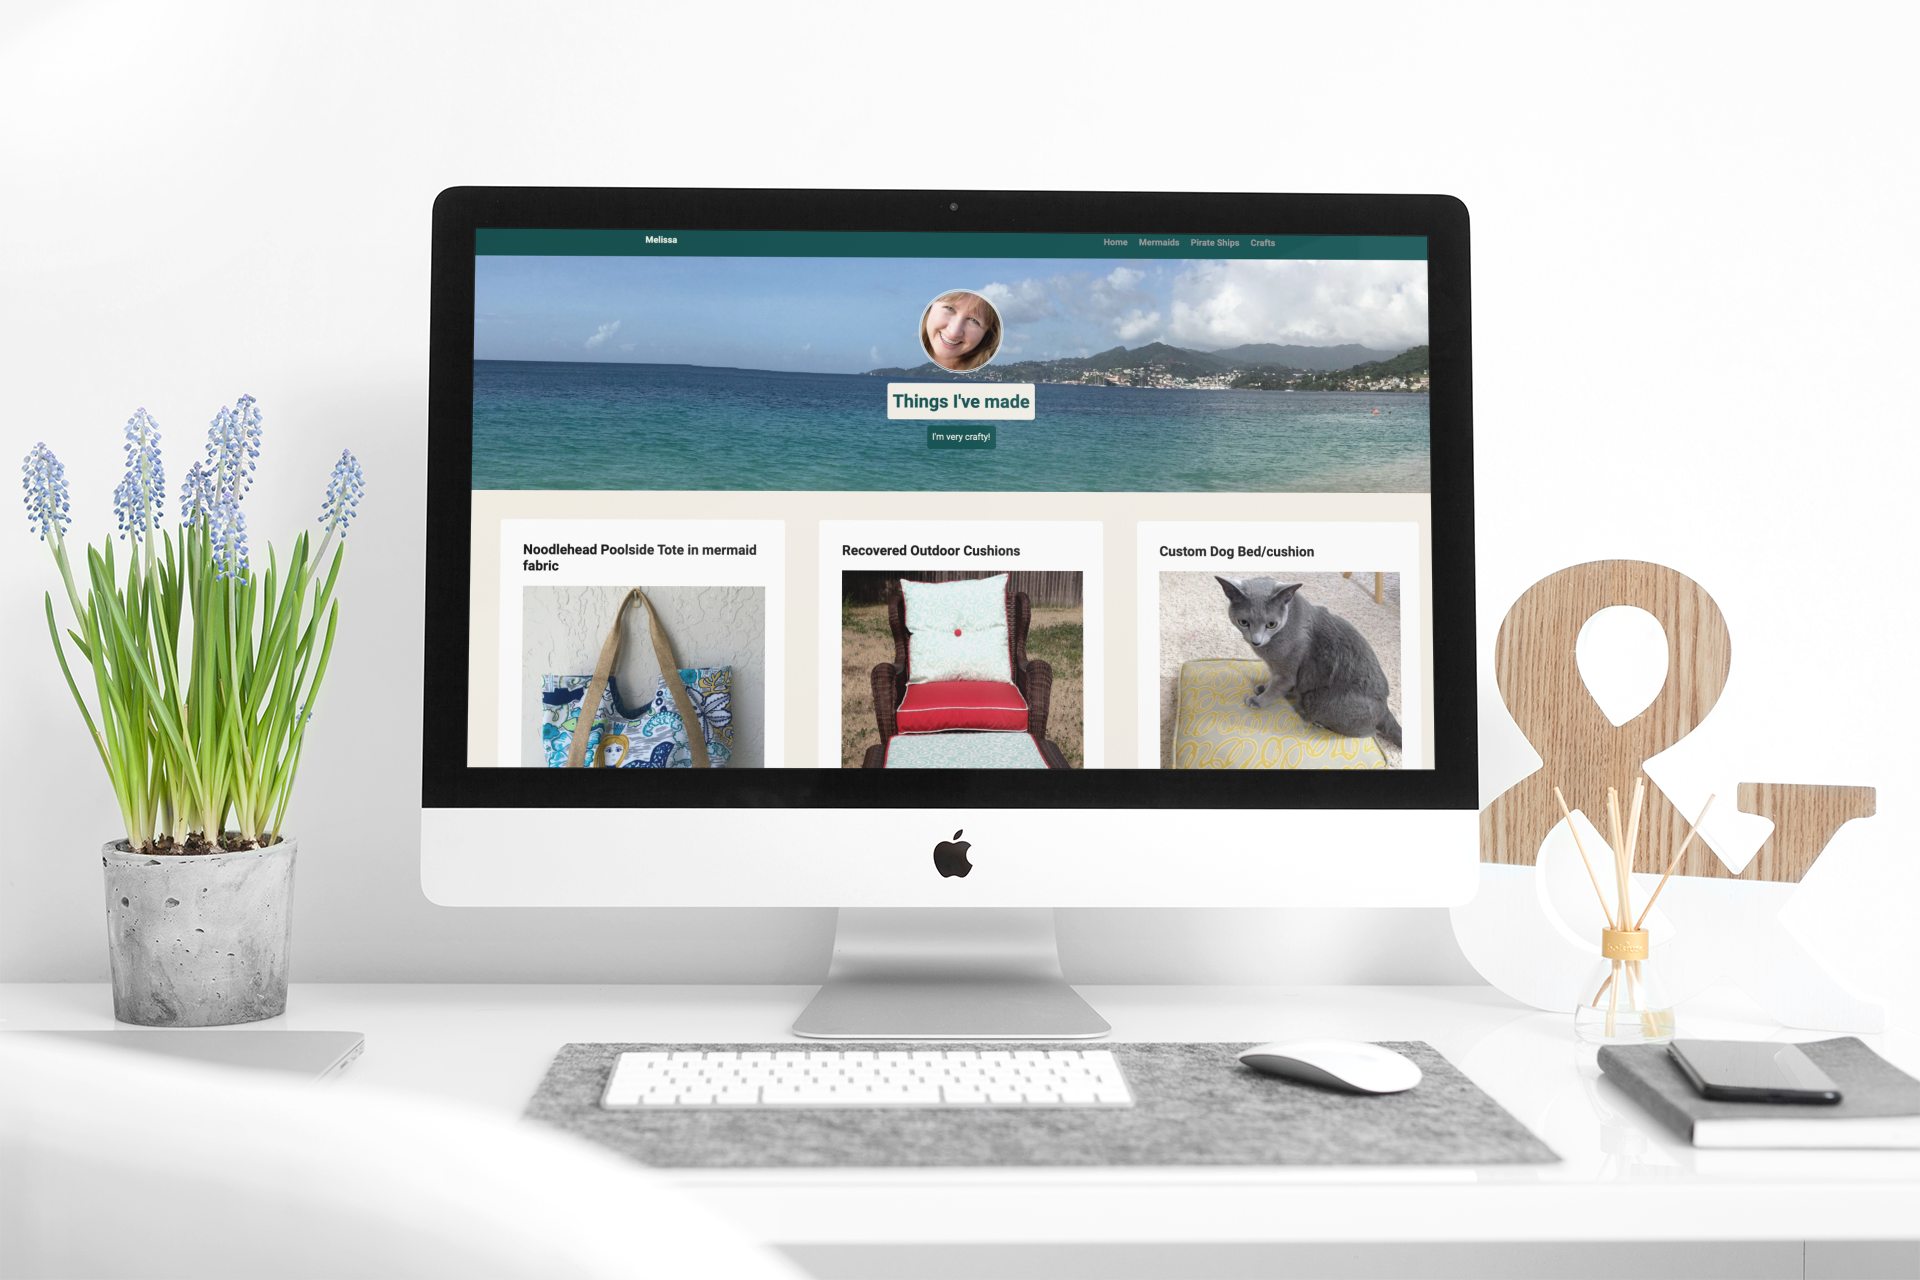 Melissa
Home Mermaids Pirate Ships Crafts
Things I've made
I'm very crafty!
Noodlehead Poolside Tote in mermaid
fabric
Recovered Outdoor Cushions
Custom Dog Bed/cushion